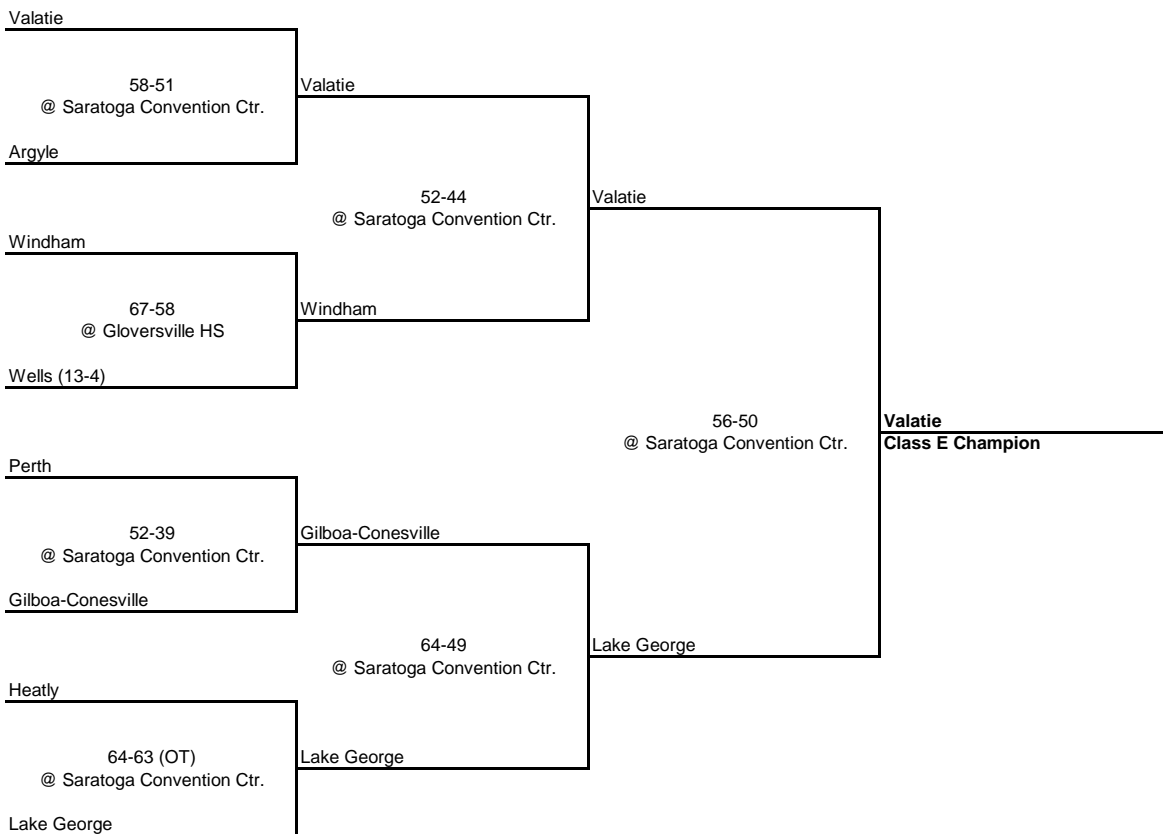 Valatie
58-51
@ Saratoga Convention Ctr.
Valatie
Argyle
52-44
@ Saratoga Convention Ctr.
Valatie
Windham
67-58
@ Gloversville HS
Windham
Wells (13-4)
56-50
@ Saratoga Convention Ctr.
Valatie
Class E Champion
Perth
52-39
@ Saratoga Convention Ctr.
Gilboa-Conesville
Gilboa-Conesville
64-49
@ Saratoga Convention Ctr.
Lake George
Heatly
64-63 (OT)
@ Saratoga Convention Ctr.
Lake George
Lake George